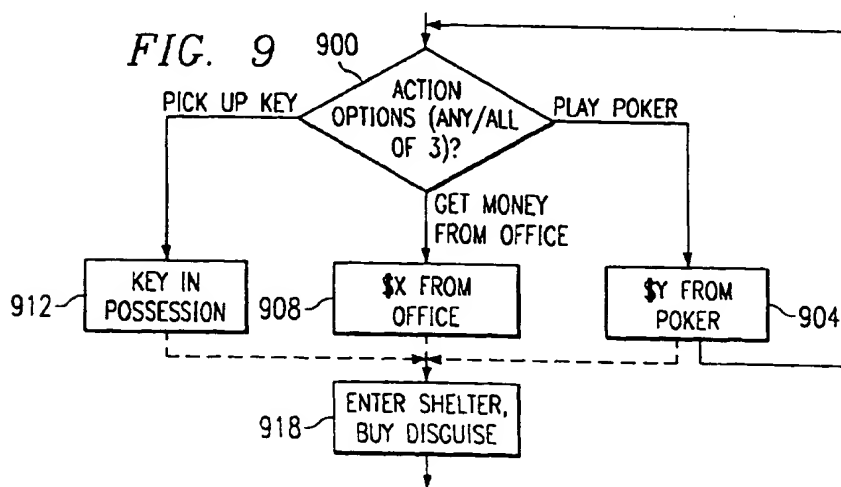 FIG. 9
900
ACTION
OPTIONS (ANY/ALL
OF 3)?
PICK UP KEY
PLAY POKER
GET MONEY
FROM OFFICE
912
KEY IN
POSSESSION
908
$X FROM
OFFICE
$Y FROM
POKER
904
918
ENTER SHELTER,
BUY DISGUISE